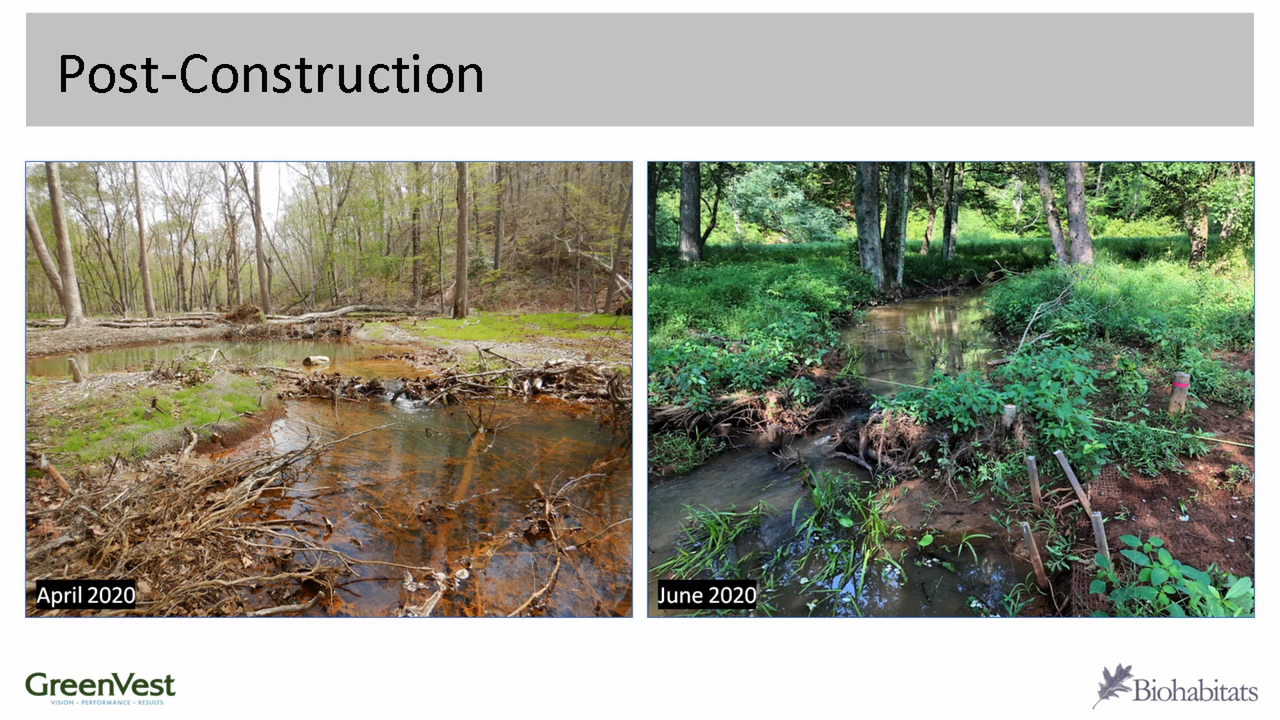 Post-Construction
April 2020
June 2020
GreenVest
VISION • PERFORMANCE • RESULTS
Biohabitats